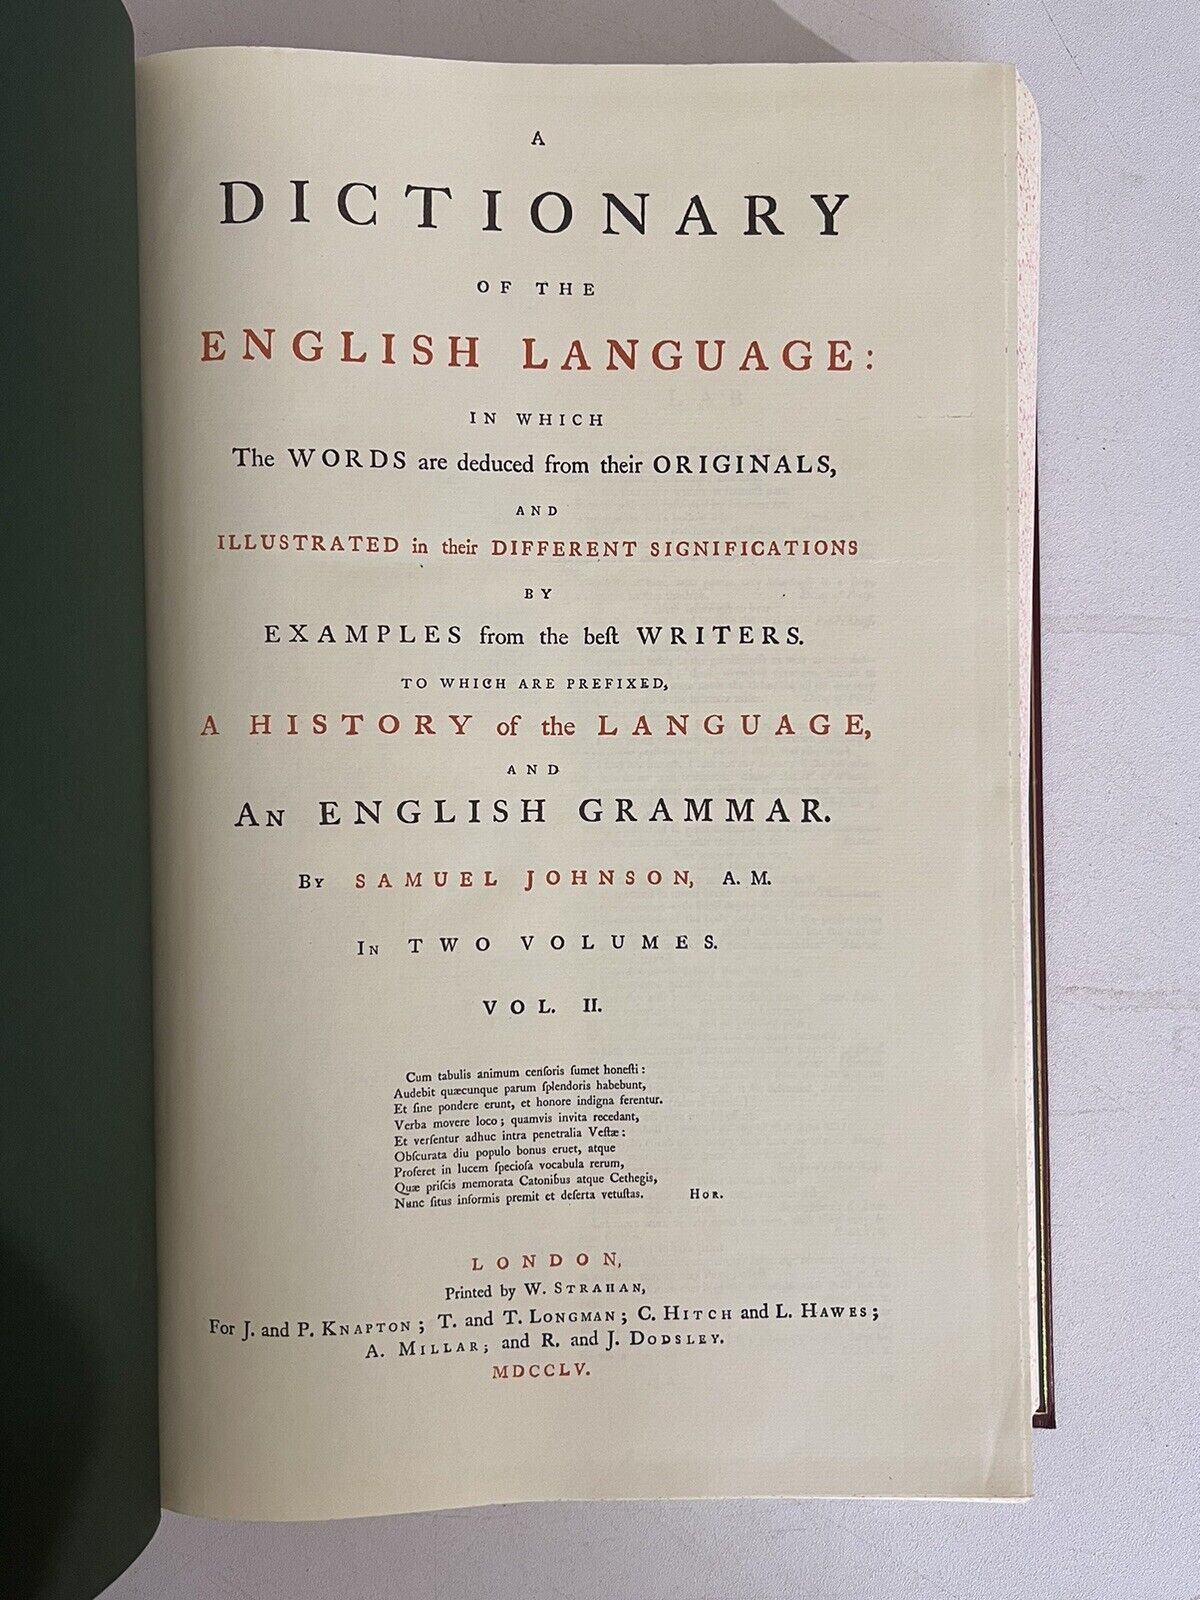 A
DICTIONARY
OF THE
ENGLISH LANGUAGE:
IN WHICH
The WORDS are deduced from their ORIGINALS,
AND
ILLUSTRATED in their DIFFERENT SIGNIFICATIONS
BY
EXAMPLES from the beſt WRITERS.
TO WHICH ARE PREFIXED,
A HISTORY of the LANGUAGE,
AND
AN ENGLISH GRAMMAR.
BY SAMUEL JOHNSON, A. M.
IN TWO VOLUMES.
VOL. II.
Cum tabulis animum cenſoris ſumet honeſti:
Audebit quæcunque parum ſplendoris habebunt,
Et ſine pondere erunt, et honore indigna ferentur.
Verba movere loco; quamvis invita recedant,
Et verſentur adhuc intra penetralia Veſtæ:
Obſcurata diu populo bonus eruet, atque
Proferet in lucem ſpecioſa vocabula rerum,
Quæ priſcis memorata Catonibus atque Cethegis,
Nunc ſitus informis premit et deſerta vetuſtas. HOR.
LONDON,
Printed by W. STRAHAN,
For J. and P. KNAPTON; T. and T. LONGMAN; C. HITCH and L. HAWES;
A. MILLAR; and R. and J. DODSLEY.
MDCCLV.